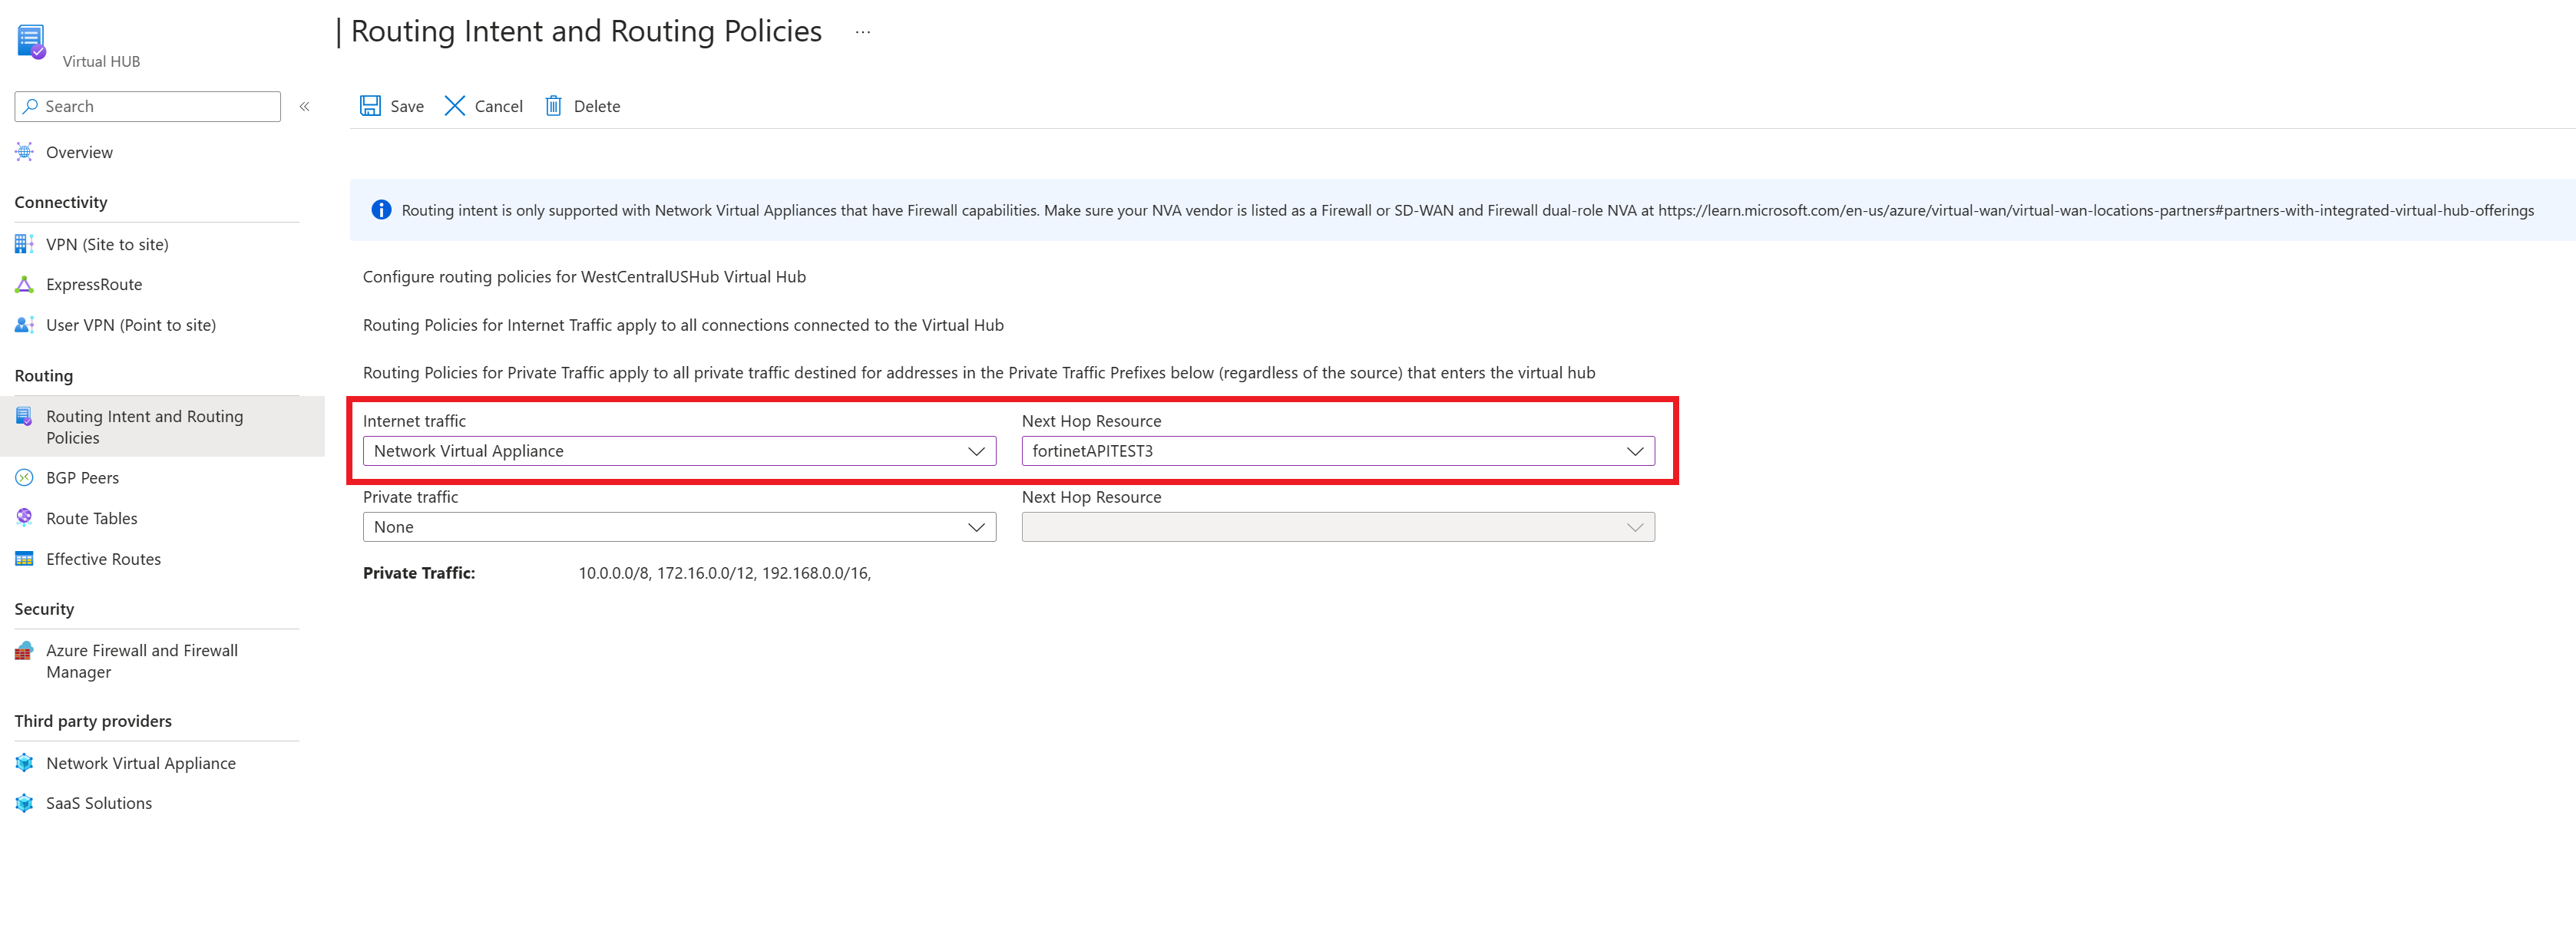 Virtual HUB
| Routing Intent and Routing Policies ...
Search
«
Save Cancel Delete
Overview
Connectivity
VPN (Site to site)
ExpressRoute
User VPN (Point to site)
Routing
Routing Intent and Routing
Policies
BGP Peers
Route Tables
Effective Routes
Security
Azure Firewall and Firewall
Manager
Third party providers
Network Virtual Appliance
SaaS Solutions
Routing intent is only supported with Network Virtual Appliances that have Firewall capabilities. Make sure your NVA vendor is listed as a Firewall or SD-WAN and Firewall dual-role NVA at https://learn.microsoft.com/en-us/azure/virtual-wan/virtual-wan-locations-partners#partners-with-integrated-virtual-hub-offerings
Configure routing policies for WestCentralUSHub Virtual Hub
Routing Policies for Internet Traffic apply to all connections connected to the Virtual Hub
Routing Policies for Private Traffic apply to all private traffic destined for addresses in the Private Traffic Prefixes below (regardless of the source) that enters the virtual hub
Internet traffic Next Hop Resource
Network Virtual Appliance fortinetAPITEST3
Private traffic Next Hop Resource
None
Private Traffic: 10.0.0.0/8, 172.16.0.0/12, 192.168.0.0/16,